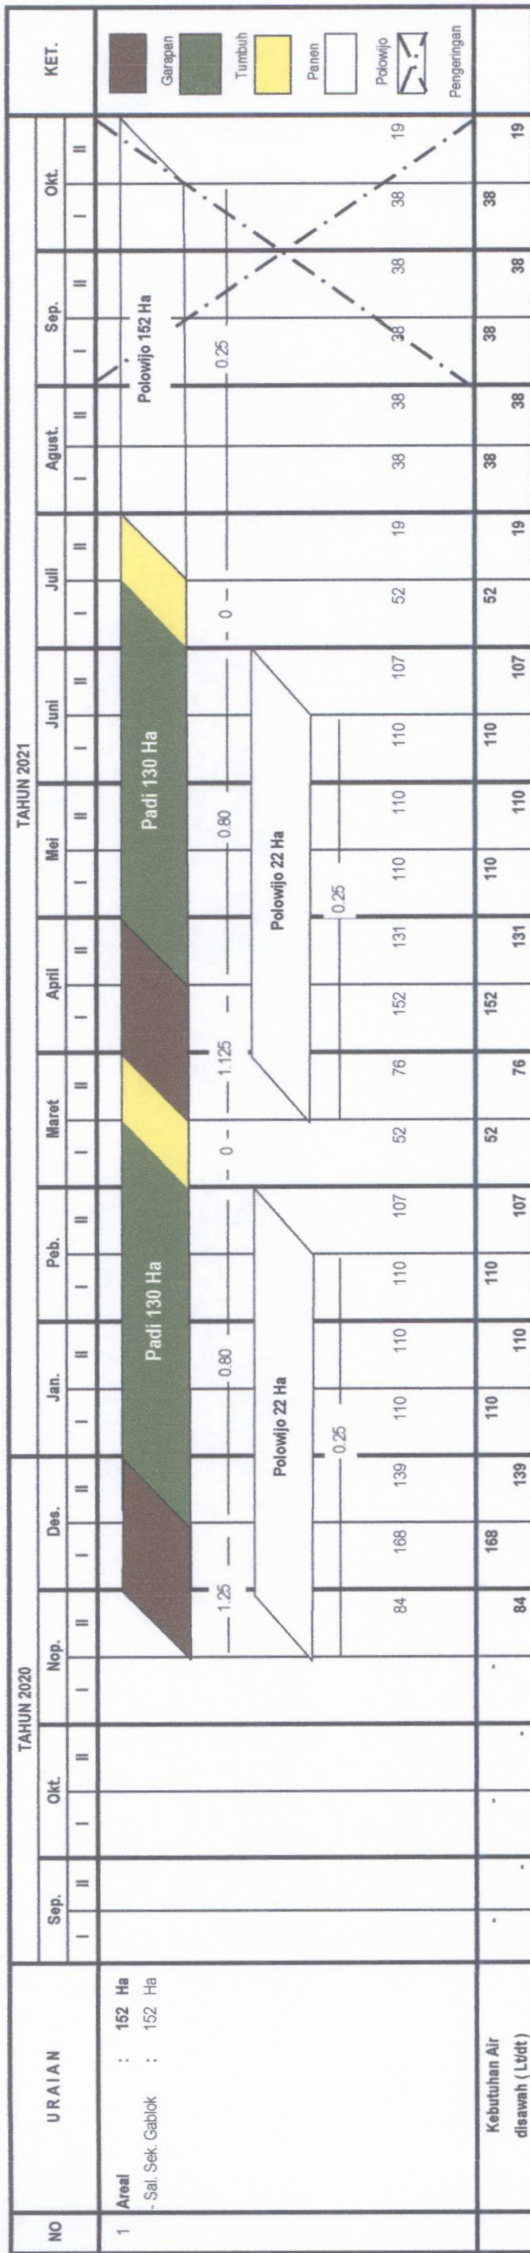 NO URAIAN TAHUN 2020 TAHUN 2021 KET.
Sep. Okt. Nop. Des. Jan. Peb. Maret April Mei Juni Juli Agust. Sep. Okt.
I II I II I II I II I II I II I II I II I II I II I II I II I II I II
1 Areal : 152 Ha
- Sal. Sek. Gablok : 152 Ha
Padi 130 Ha Padi 130 Ha Polowijo 152 Ha
1.25 0.80 0 1.125 0.80 0 0.25
Polowijo 22 Ha Polowijo 22 Ha
0.25 0.25
84 168 139 110 110 110 107 52 76 152 131 110 110 110 107 52 19 38 38 38 38 38 19
Kebutuhan Air - - - 168 110 110 52 152 110 110 52 38 38 38
disawah ( Lt/dt ) - - 84 139 110 107 76 131 110 107 19 38 38 19
Garapan
Tumbuh
Panen
Polowijo
Pengeringan